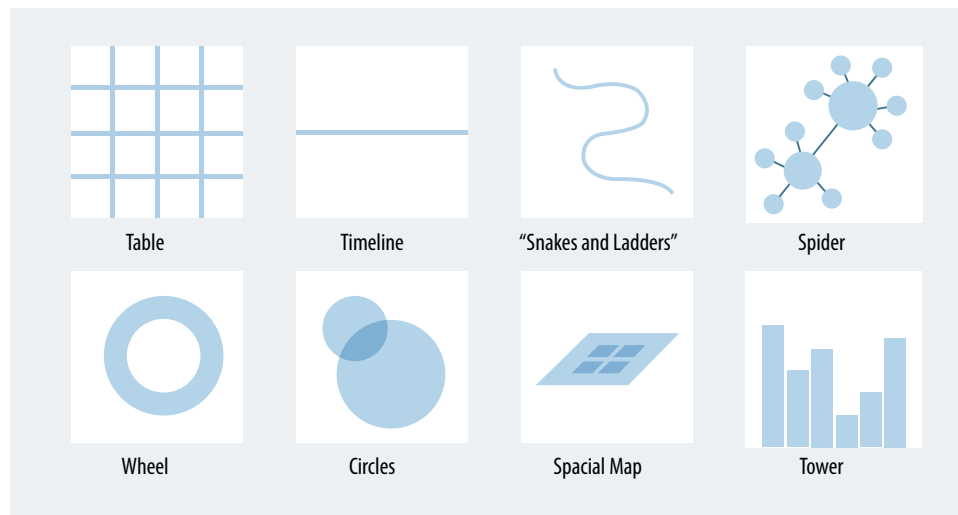 Table
Timeline
“Snakes and Ladders”
Spider
Wheel
Circles
Spacial Map
Tower